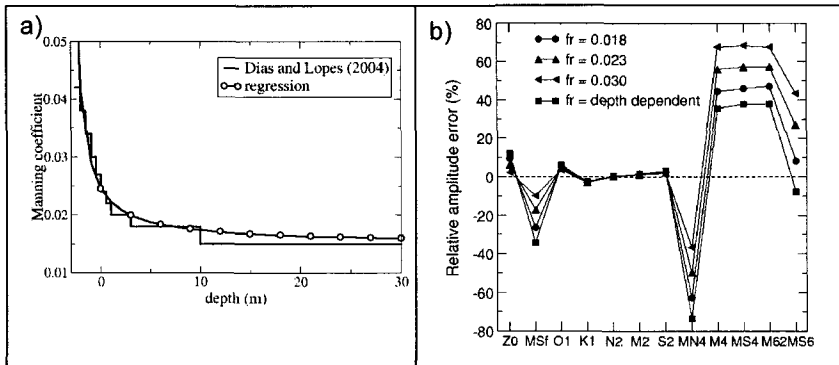 a)
0.05
0.04
0.03
0.02
0.01
Manning coefficient
Dias and Lopes (2004)
regression
0
10
20
30
depth (m)
b)
80
60
40
20
0
-20
-40
-60
-80
Relative amplitude error (%)
fr = 0.018
fr = 0.023
fr = 0.030
fr = depth dependent
Z0 MSf O1 K1 N2 M2 S2 MN4 M4 MS4 M62 MS6